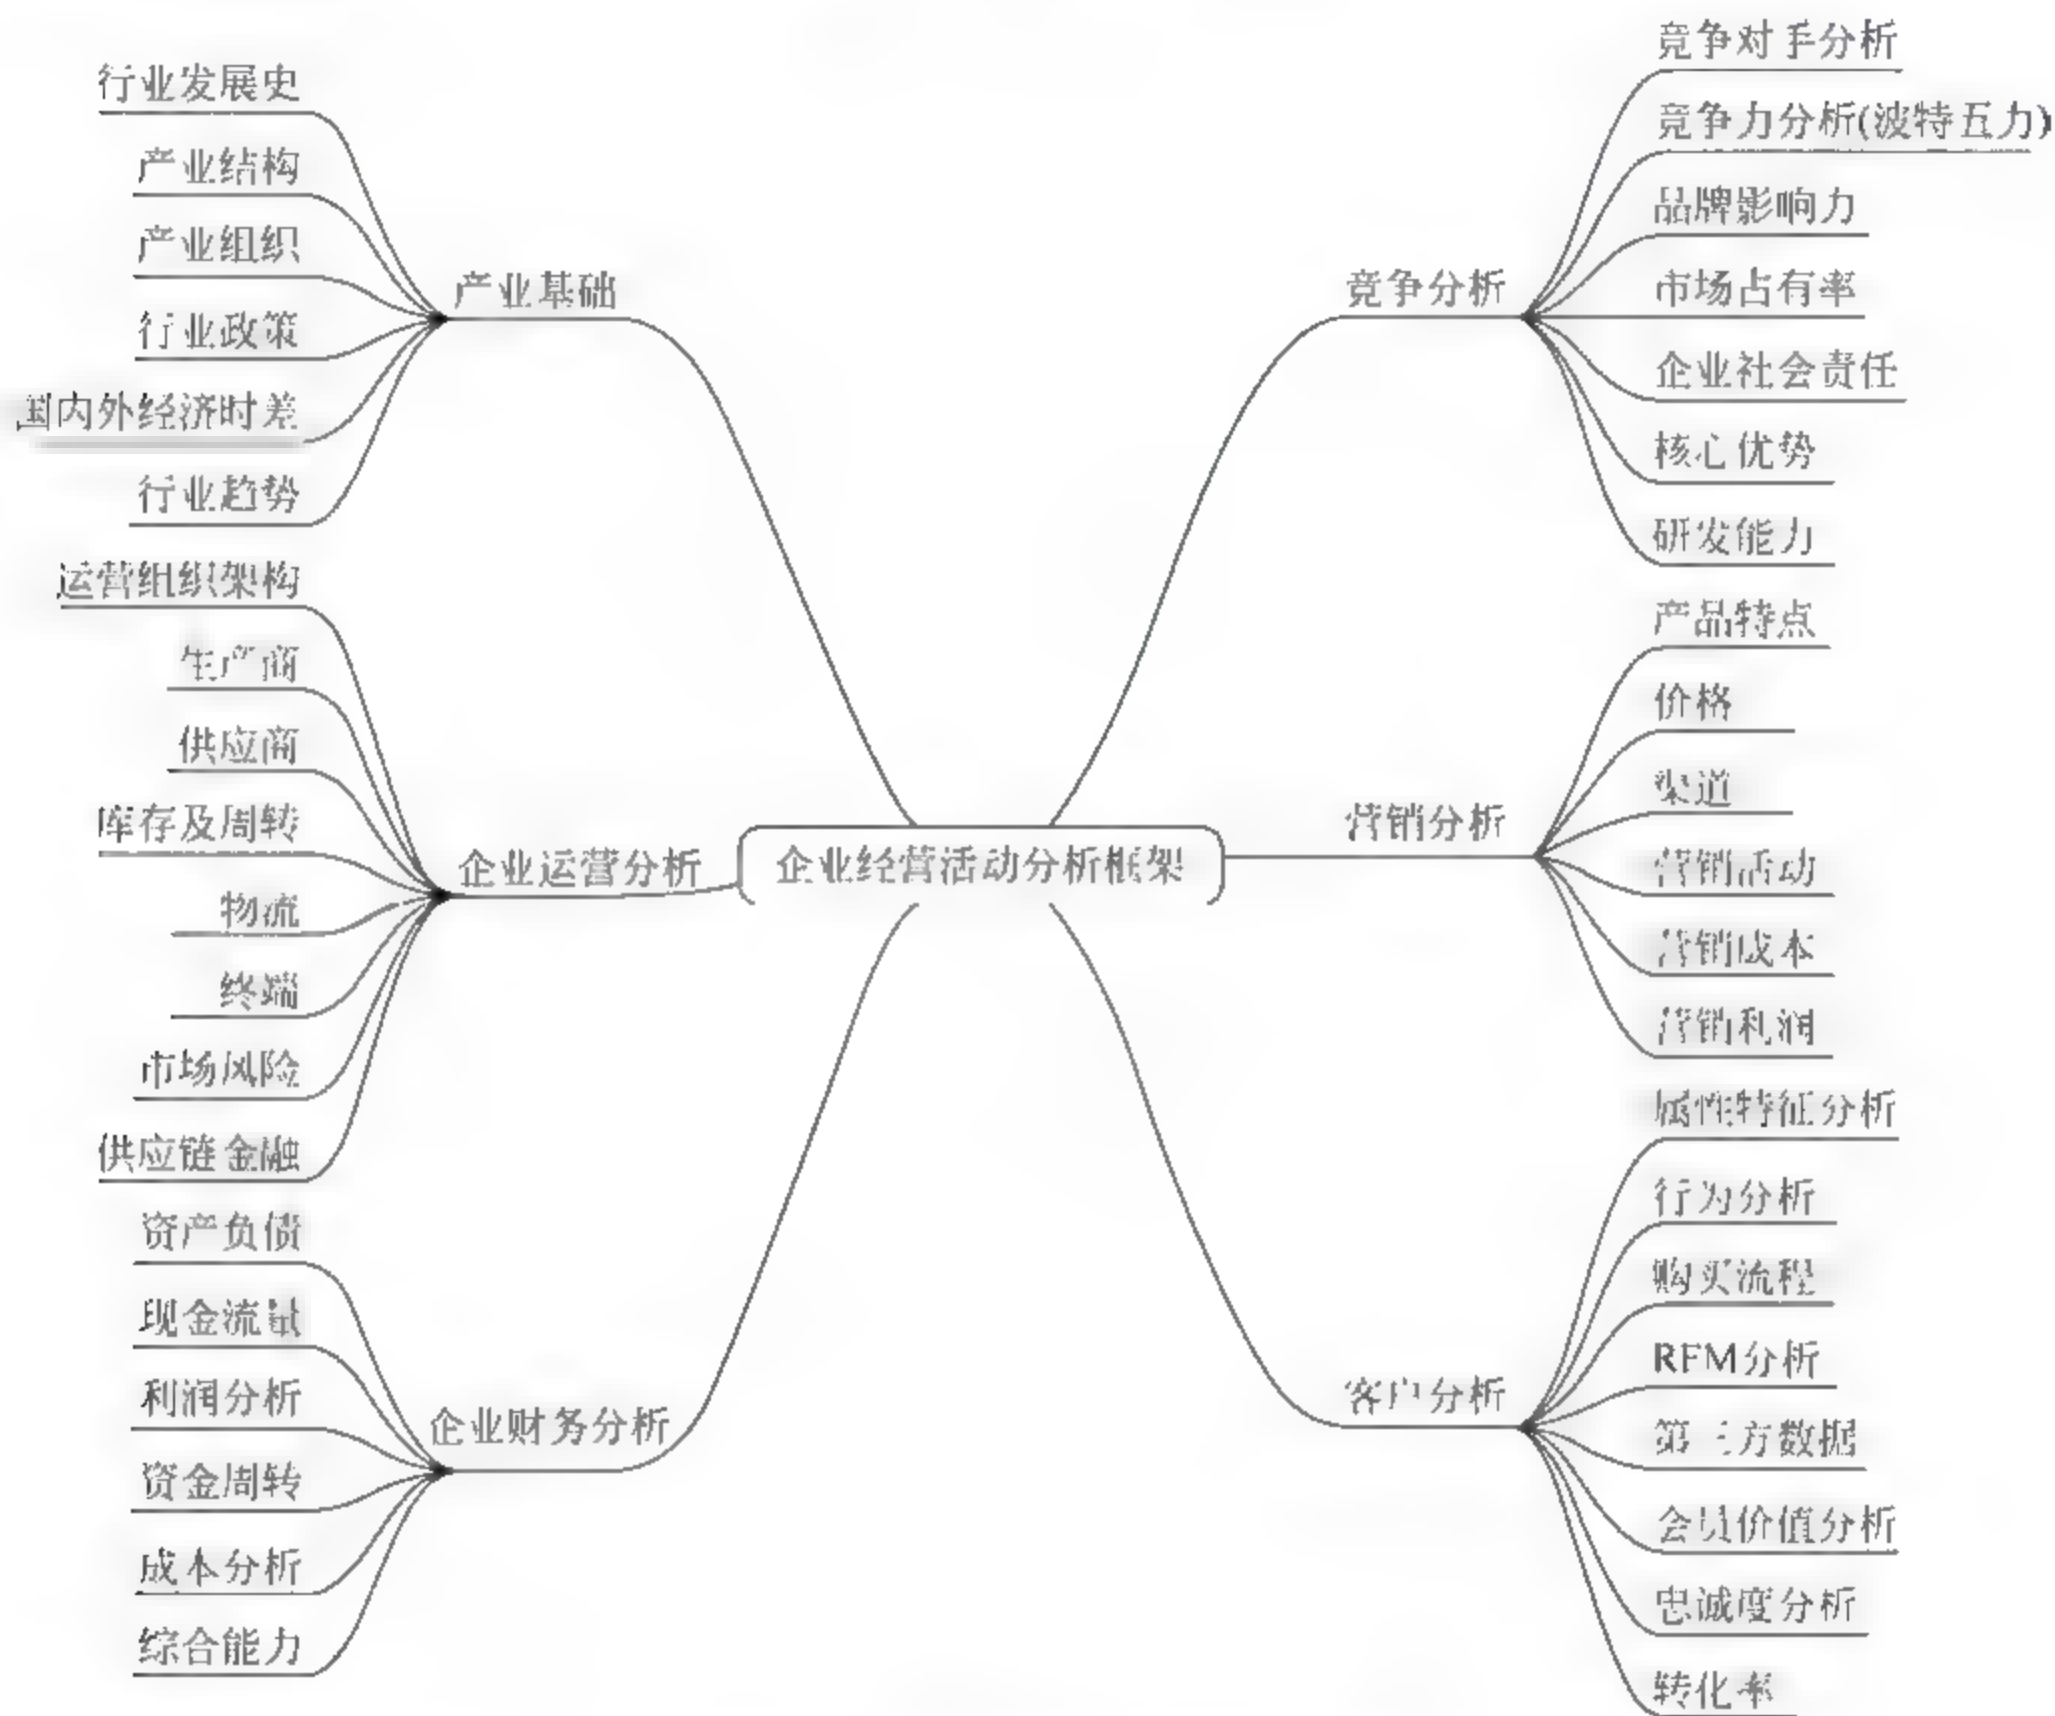 行业发展史
产业结构
产业组织
行业政策
国内外经济时差
行业趋势
产业基础
运营组织架构
生产商
供应商
库存及周转
物流
终端
市场风险
供应链金融
企业运营分析
资产负债
现金流量
利润分析
资金周转
成本分析
综合能力
企业财务分析
企业经营活动分析框架
竞争分析
竞争对手分析
竞争力分析(波特五力)
品牌影响力
市场占有率
企业社会责任
核心优势
研发能力
营销分析
产品特点
价格
渠道
营销活动
营销成本
营销利润
客户分析
属性特征分析
行为分析
购买流程
RFM分析
第三方数据
会员价值分析
忠诚度分析
转化率